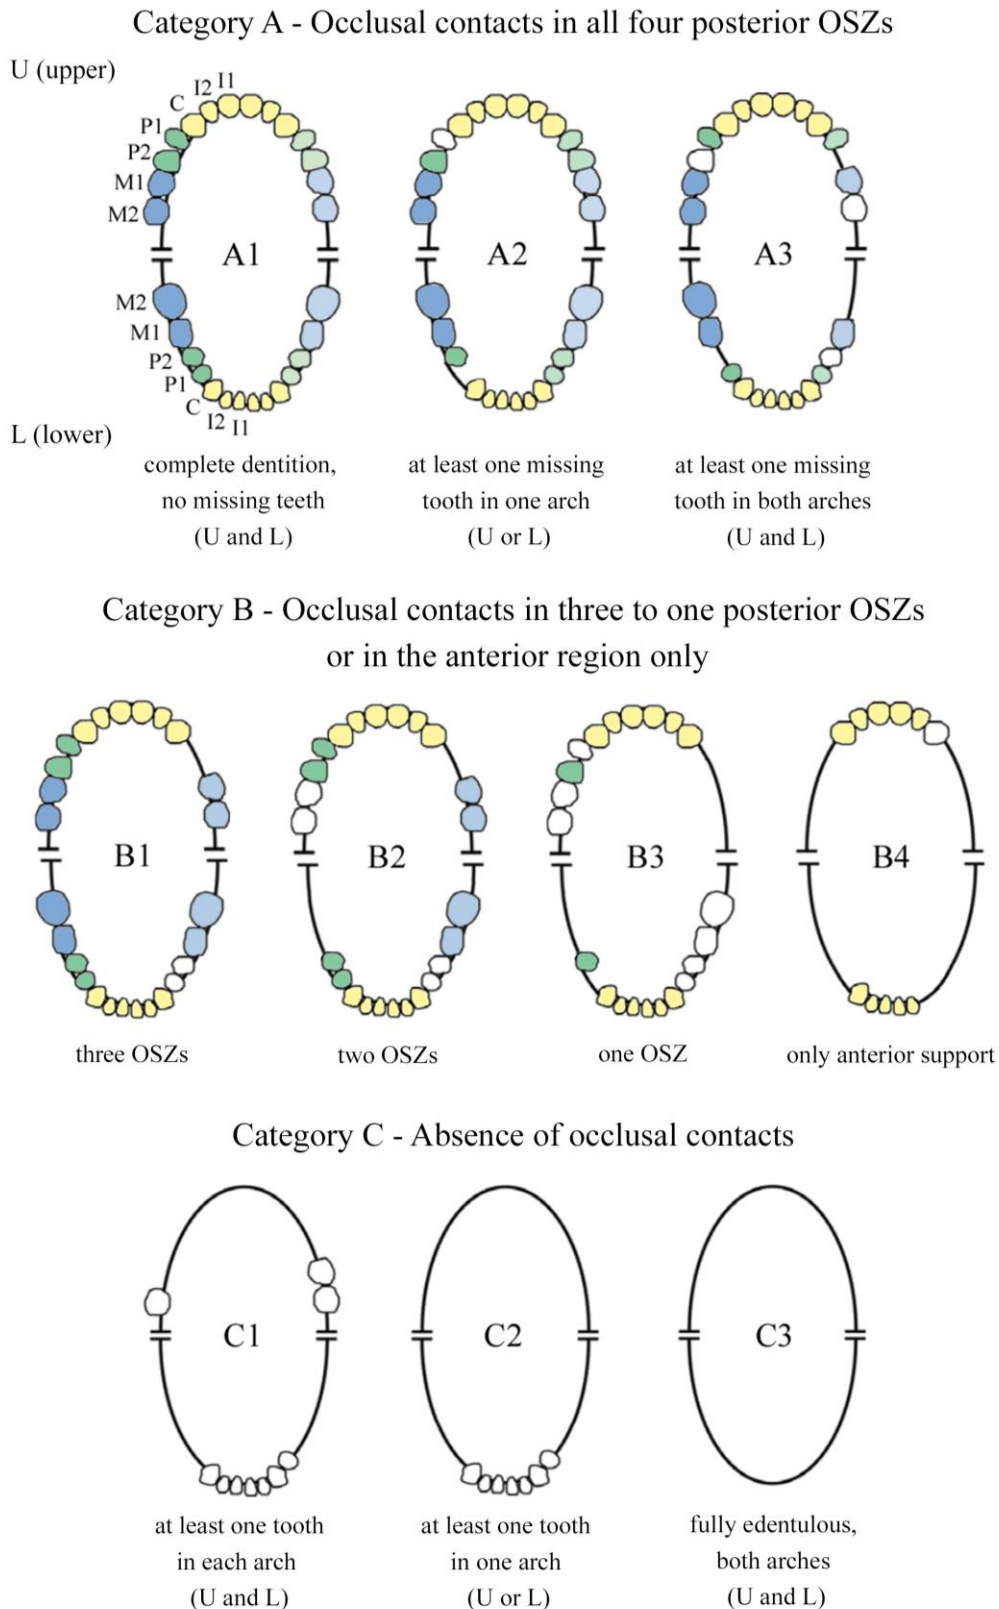 Category A - Occlusal contacts in all four posterior OSZs
U (upper)
I2 I1
C
P1
P2
M1
M2
A1 A2 A3
M2
M1
P2
P1
C
I2 I1
L (lower)
complete dentition,
no missing teeth
(U and L)
at least one missing
tooth in one arch
(U or L)
at least one missing
tooth in both arches
(U and L)
Category B - Occlusal contacts in three to one posterior OSZs
or in the anterior region only
B1 B2 B3 B4
three OSZs
two OSZs
one OSZ
only anterior support
Category C - Absence of occlusal contacts
C1 C2 C3
at least one tooth
in each arch
(U and L)
at least one tooth
in one arch
(U or L)
fully edentulous,
both arches
(U and L)